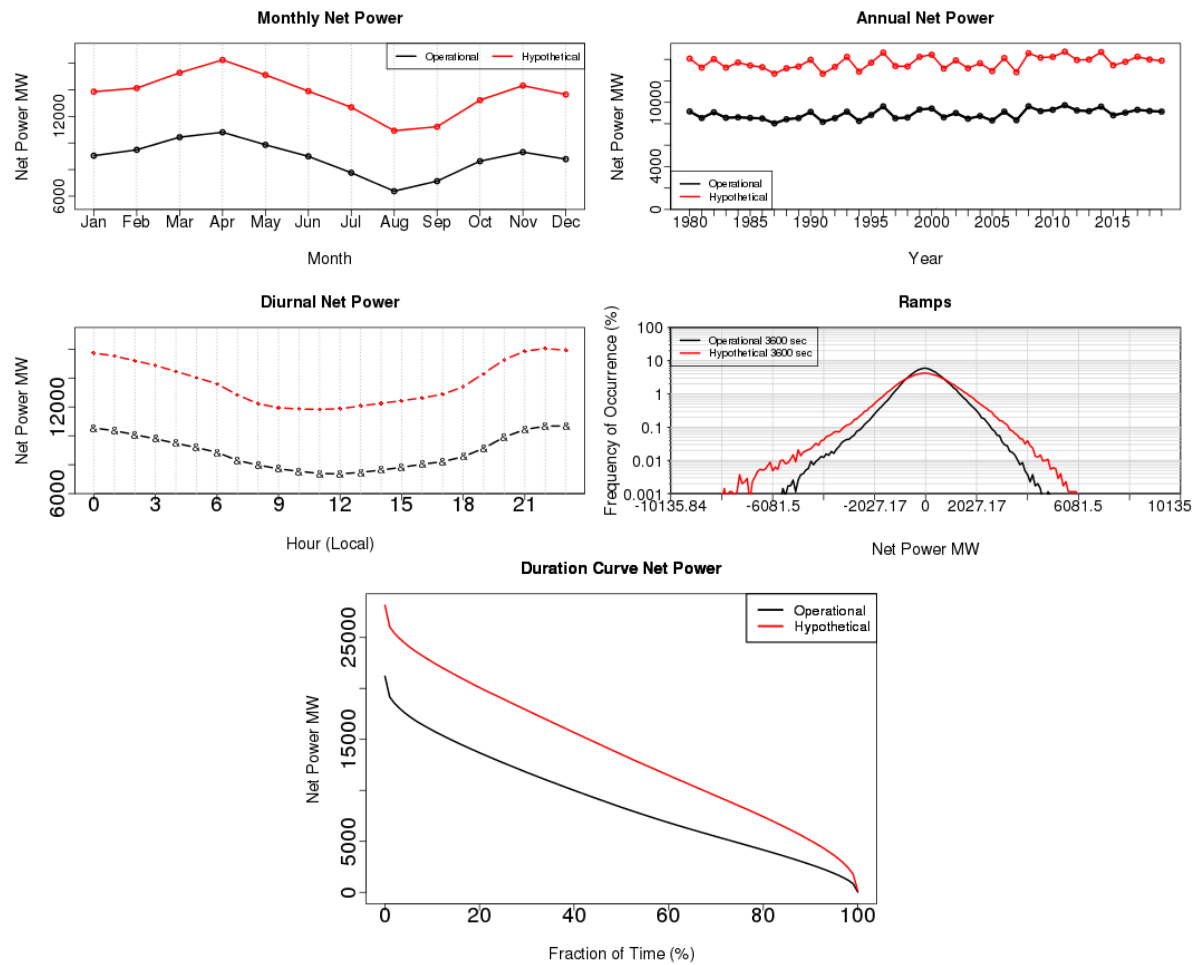 Monthly Net Power
Net Power MW
12000
6000
Operational
Hypothetical
Jan Feb Mar Apr May Jun Jul Aug Sep Oct Nov Dec
Month
Annual Net Power
Net Power MW
10000
4000
0
Operational
Hypothetical
1980 1985 1990 1995 2000 2005 2010 2015
Year
Diurnal Net Power
Net Power MW
12000
6000
& & & & & & & & & & & & & & & & & & & & & & & &
0 3 6 9 12 15 18 21
Hour (Local)
Ramps
Frequency of Occurrence (%)
100
10
1
0.1
0.01
0.001
Operational 3600 sec
Hypothetical 3600 sec
-10135.84 -6081.5 -2027.17 0 2027.17 6081.5 10135
Net Power MW
Duration Curve Net Power
Net Power MW
25000
15000
5000
0
Operational
Hypothetical
0 20 40 60 80 100
Fraction of Time (%)